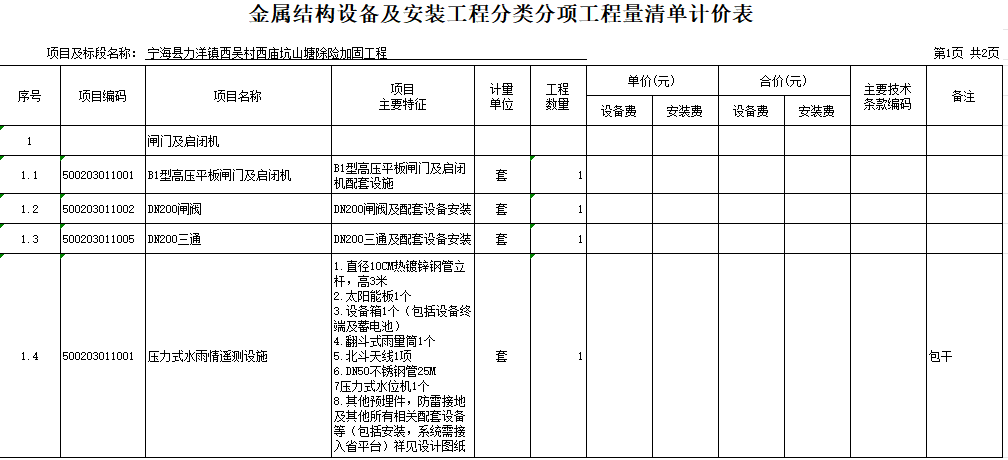 金属结构设备及安装工程分类分项工程量清单计价表
项目及标段名称： 宁海县力洋镇西吴村西庙坑山塘除险加固工程 第1页 共2页
序号 项目编码 项目名称 项目主要特征 计量单位 工程数量 单价(元) 合价(元) 主要技术条款编码 备注
设备费 安装费 设备费 安装费
1 闸门及启闭机
1.1 500203011001 B1型高压平板闸门及启闭机 B1型高压平板闸门及启闭
机配套设施 套 1
1.2 500203011002 DN200闸阀 DN200闸阀及配套设备安装 套 1
1.3 500203011005 DN200三通 DN200三通及配套设备安装 套 1
1.4 500203011001 压力式水雨情遥测设施 套 1 包干
1.直径10CM热镀锌钢管立
杆，高3米
2.太阳能板1个
3.设备箱1个（包括设备终
端及蓄电池）
4.翻斗式雨量筒1个
5.北斗天线1项
6.DN50不锈钢管25M
7压力式水位机1个
8.其他预埋件，防雷接地
及其他所有相关配套设备
等（包括安装，系统需接
入省平台）祥见设计图纸